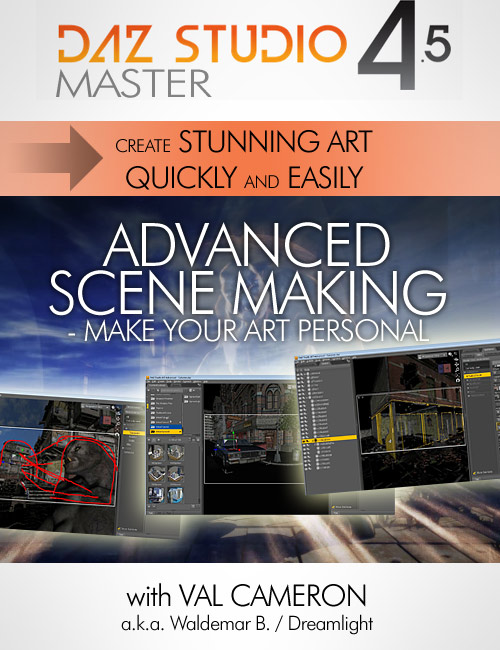 DAZ STUDIO 4.5
MASTER
CREATE STUNNING ART
QUICKLY AND EASILY
ADVANCED
SCENE MAKING
- MAKE YOUR ART PERSONAL
with VAL CAMERON
a.k.a. Waldemar B. / Dreamlight